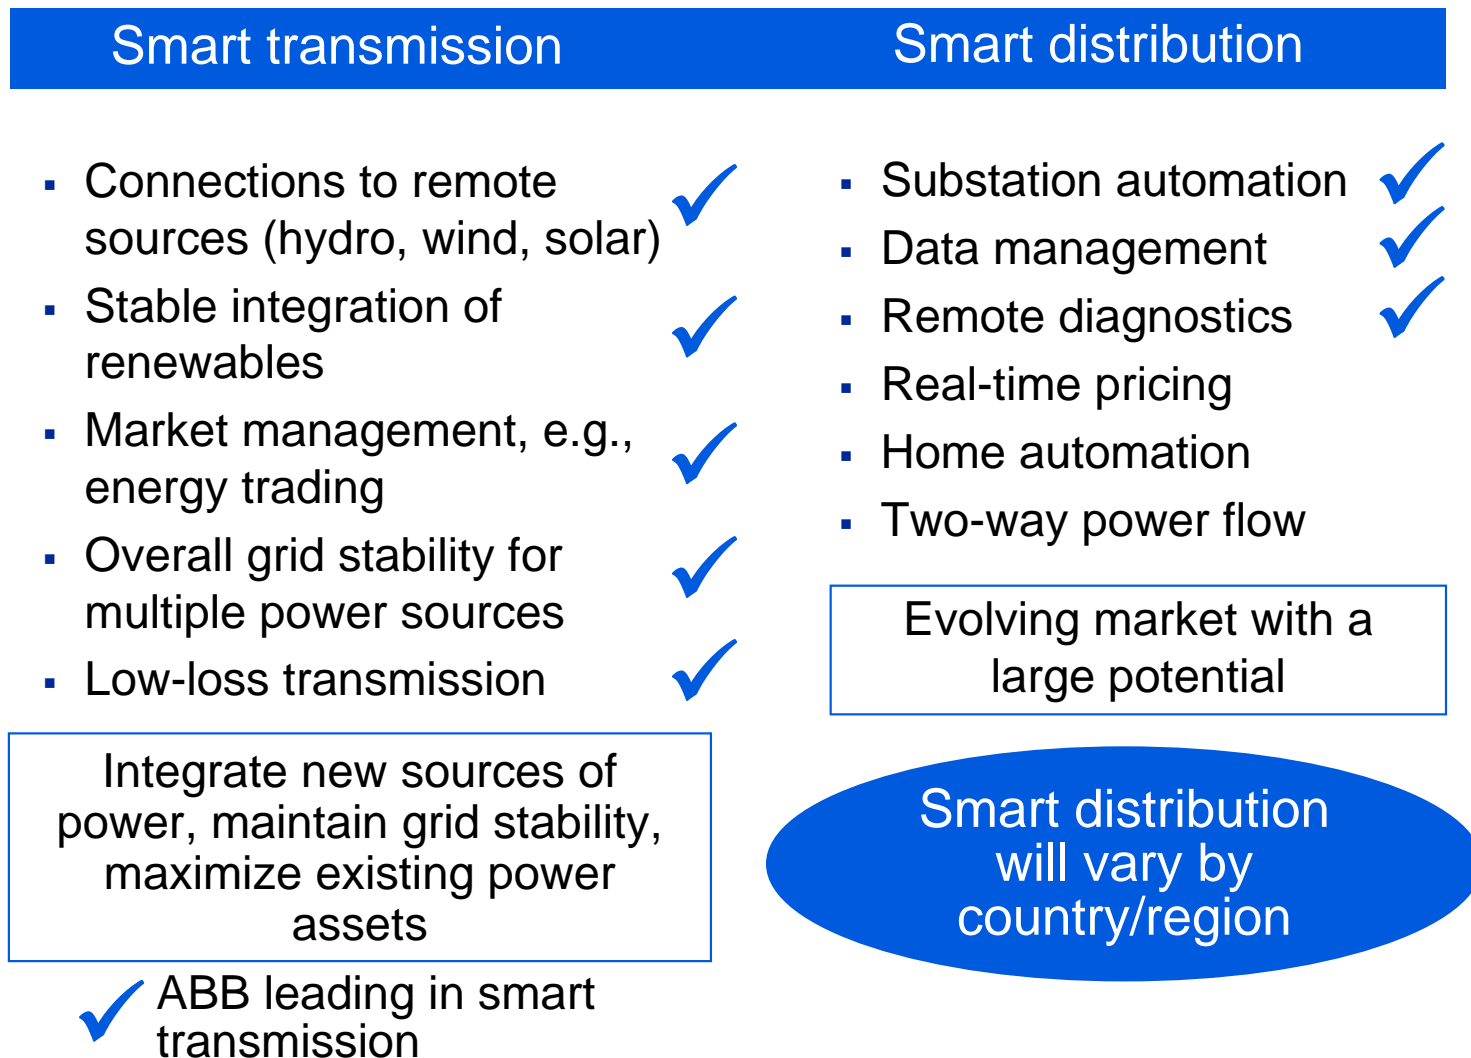 Smart transmission
Smart distribution
▪ Connections to remote
sources (hydro, wind, solar) ✓
▪ Stable integration of
renewables ✓
▪ Market management, e.g.,
energy trading ✓
▪ Overall grid stability for
multiple power sources ✓
▪ Low-loss transmission ✓
Integrate new sources of
power, maintain grid stability,
maximize existing power
assets
✓ ABB leading in smart
transmission
▪ Substation automation ✓
▪ Data management ✓
▪ Remote diagnostics ✓
▪ Real-time pricing
▪ Home automation
▪ Two-way power flow
Evolving market with a
large potential
Smart distribution
will vary by
country/region